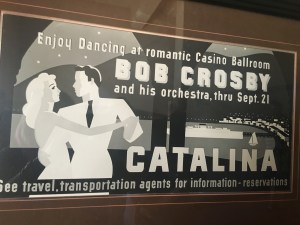 Enjoy Dancing at romantic Casino Ballroom
BOB CROSBY
and his orchestra, thru Sept. 21
CATALINA
See travel, transportation agents for information - reservations